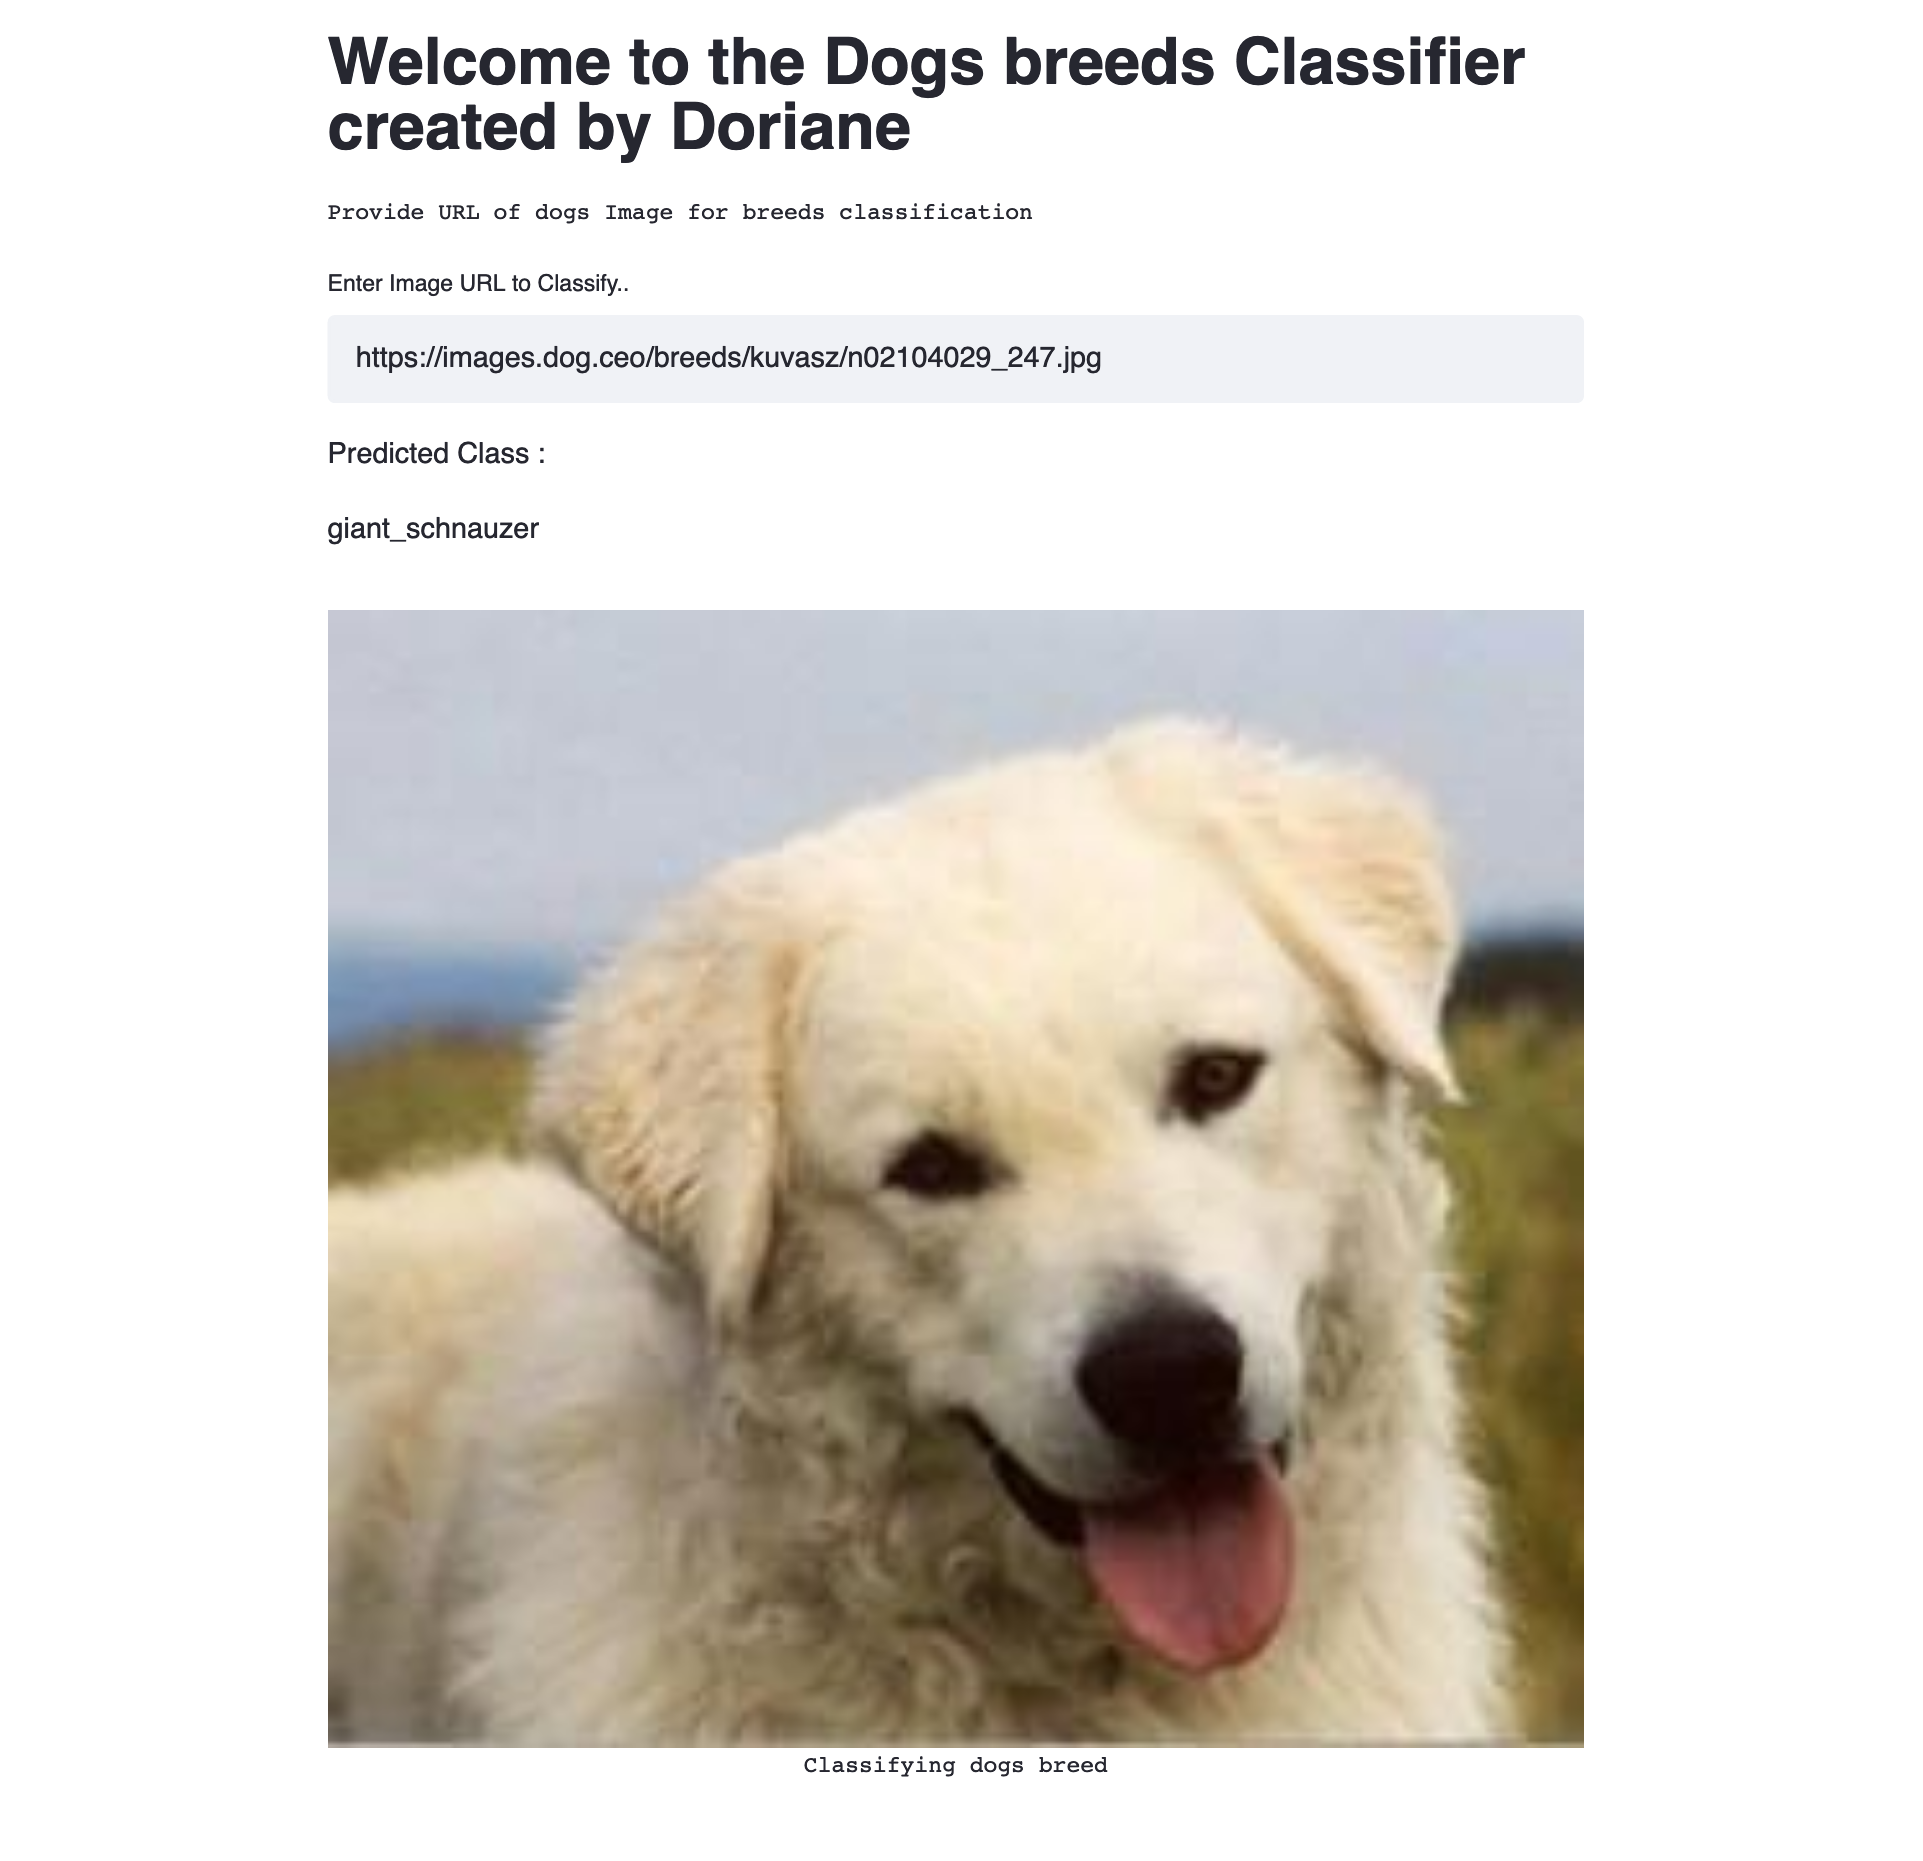 Welcome to the Dogs breeds Classifier
created by Doriane
Provide URL of dogs Image for breeds classification
Enter Image URL to Classify..
https://images.dog.ceo/breeds/kuvasz/n02104029_247.jpg
Predicted Class :
giant_schnauzer
Classifying dogs breed